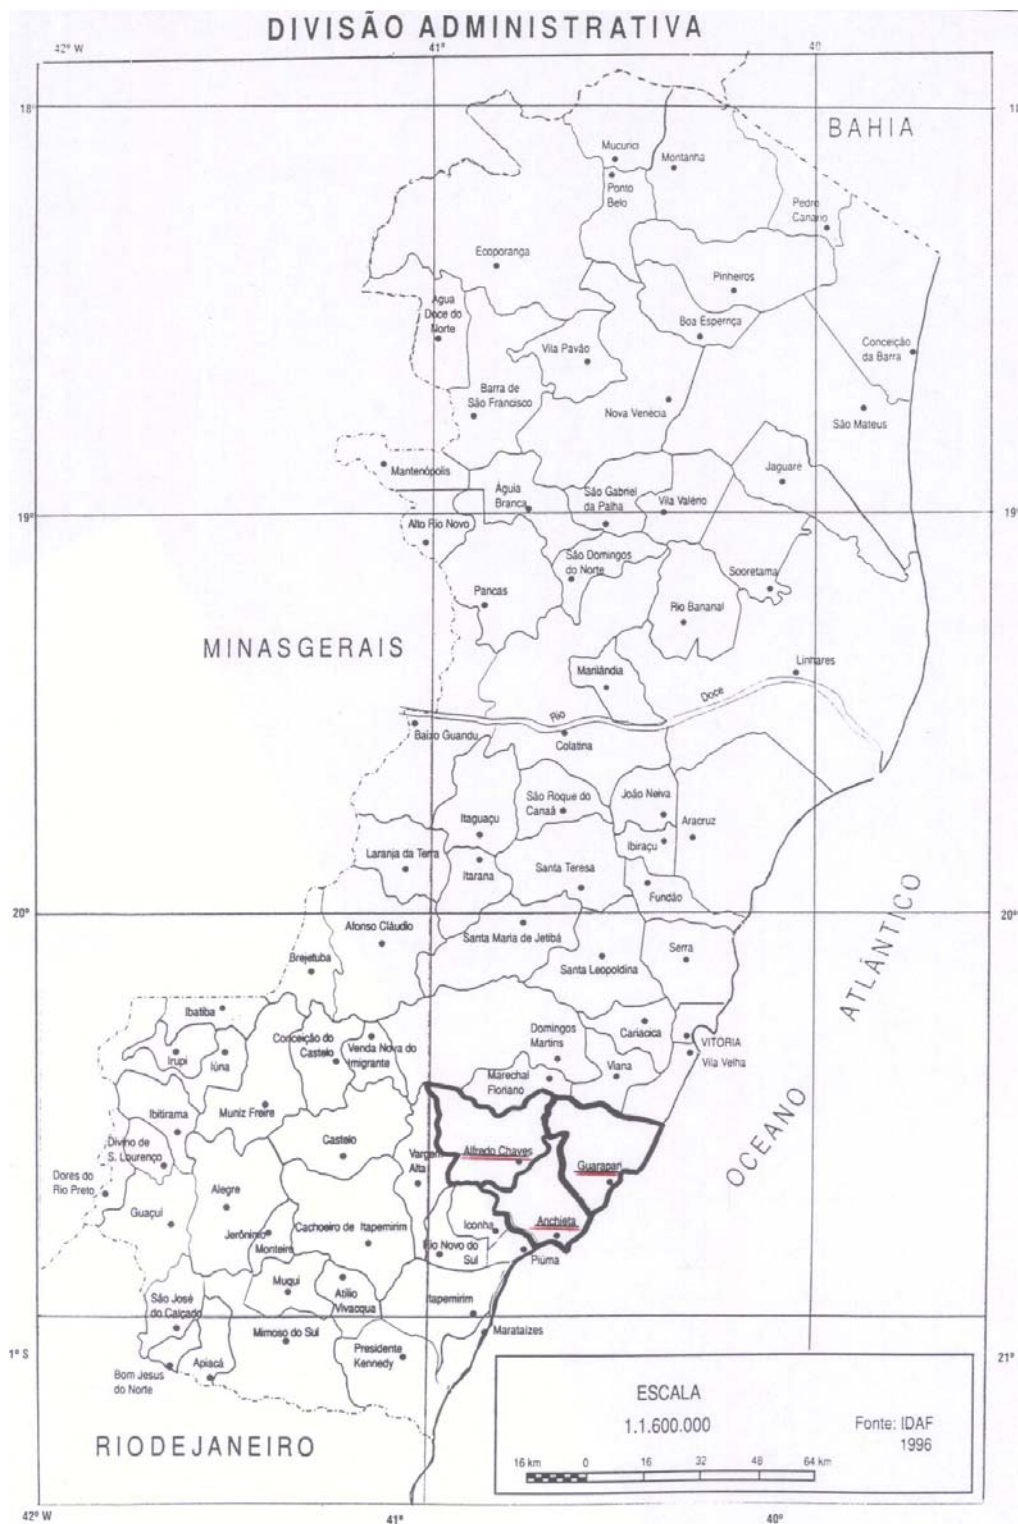 DIVISÃO ADMINISTRATIVA
42° W
41°
40
18°
18
BAHIA
Mucurici
Montanha
Ponto
Belo
Pedro
Canário
Ecoporanga
Pinheiros
Água
Doce do
Norte
Boa Espernça
Vila Pavão
Conceição
da Barra
Barra de
São Francisco
Nova Venécia
São Mateus
Mantenópolis
Jaguaré
Águia
Branca
São Gabriel
da Palha
Vila Valério
19°
19°
Alto Rio Novo
São Domingos
do Norte
Sooretama
Pancas
Rio Bananal
MINASGERAIS
Marilândia
Linhares
Rio
Doce
Baixo Guandu
Colatina
São Roque do
Canaã
João Neiva
Itaguaçu
Aracruz
Ibiraçu
Laranja da Terra
Itarana
Santa Teresa
Fundão
20°
20°
Afonso Cláudio
Santa Maria de Jetibá
Serra
Brejetuba
Santa Leopoldina
OCEANO ATLÂNTICO
Ibatiba
Conceição do
Castelo
Venda Nova do
Imigrante
Domingos
Martins
Cariacica
VITÓRIA
Irupi
Iúna
Vila Velha
Marechal
Floriano
Viana
Muniz Freire
Ibitirama
Castelo
Alfredo Chaves
Divino de
S. Lourenço
Vargem
Alta
Guarapari
Dores do
Rio Preto
Alegre
Guaçuí
Jerônimo
Monteiro
Cachoeiro de Itapemirim
Iconha
Anchieta
Rio Novo do
Sul
Piúma
Muqui
Atílio
Vivacqua
São José
do Calçado
Itapemirim
Mimoso do Sul
Marataízes
1° S
21°
Presidente
Kennedy
Apiacá
Bom Jesus
do Norte
RIODEJANEIRO
ESCALA
1.1.600.000
Fonte: IDAF
1996
16 km 0 16 32 48 64 km
42° W
41°
40°